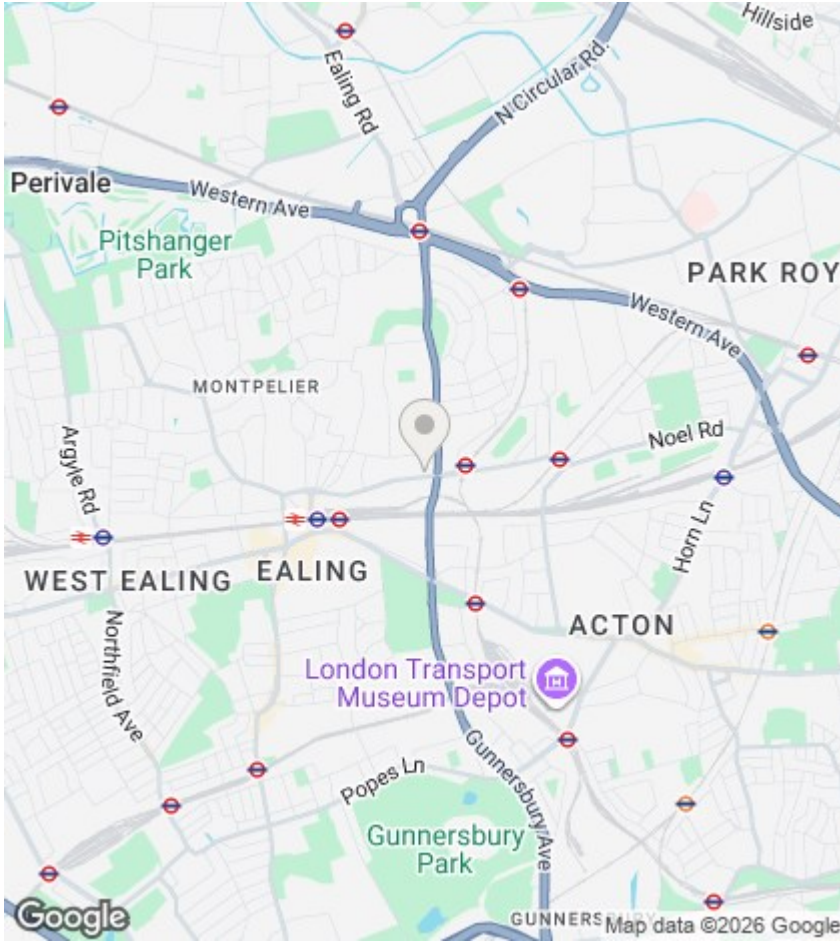 Hillside
Ealing Rd
N Circular Rd.
Perivale
Western Ave
Pitshanger
Park
PARK ROY
Western Ave
MONTPELIER
Argyle Rd
Noel Rd
Horn Ln
WEST EALING
EALING
ACTON
Northfield Ave
London Transport
Museum Depot
Gunnersbury Ave
Popes Ln
Gunnersbury
Park
GUNNERSBURY
Google
Map data ©2026 Google